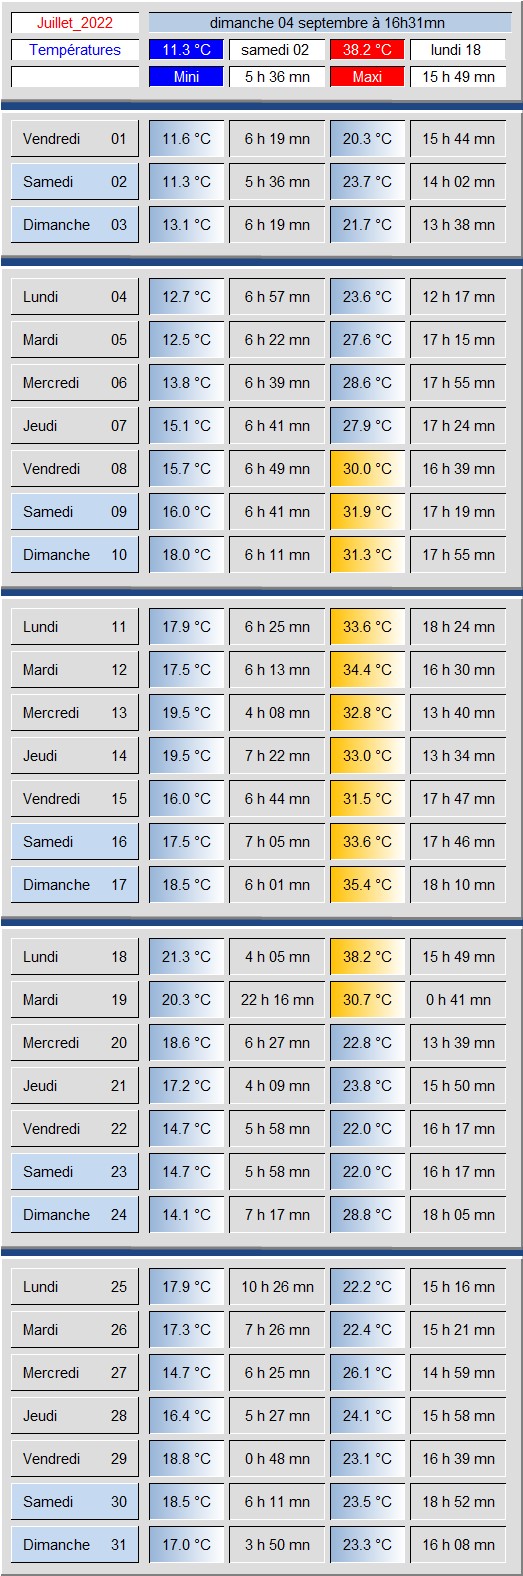 Juillet_2022 dimanche 04 septembre à 16h31mn
Températures 11.3 °C samedi 02 38.2 °C lundi 18
Mini 5 h 36 mn Maxi 15 h 49 mn
Vendredi 01 11.6 °C 6 h 19 mn 20.3 °C 15 h 44 mn
Samedi 02 11.3 °C 5 h 36 mn 23.7 °C 14 h 02 mn
Dimanche 03 13.1 °C 6 h 19 mn 21.7 °C 13 h 38 mn
Lundi 04 12.7 °C 6 h 57 mn 23.6 °C 12 h 17 mn
Mardi 05 12.5 °C 6 h 22 mn 27.6 °C 17 h 15 mn
Mercredi 06 13.8 °C 6 h 39 mn 28.6 °C 17 h 55 mn
Jeudi 07 15.1 °C 6 h 41 mn 27.9 °C 17 h 24 mn
Vendredi 08 15.7 °C 6 h 49 mn 30.0 °C 16 h 39 mn
Samedi 09 16.0 °C 6 h 41 mn 31.9 °C 17 h 19 mn
Dimanche 10 18.0 °C 6 h 11 mn 31.3 °C 17 h 55 mn
Lundi 11 17.9 °C 6 h 25 mn 33.6 °C 18 h 24 mn
Mardi 12 17.5 °C 6 h 13 mn 34.4 °C 16 h 30 mn
Mercredi 13 19.5 °C 4 h 08 mn 32.8 °C 13 h 40 mn
Jeudi 14 19.5 °C 7 h 22 mn 33.0 °C 13 h 34 mn
Vendredi 15 16.0 °C 6 h 44 mn 31.5 °C 17 h 47 mn
Samedi 16 17.5 °C 7 h 05 mn 33.6 °C 17 h 46 mn
Dimanche 17 18.5 °C 6 h 01 mn 35.4 °C 18 h 10 mn
Lundi 18 21.3 °C 4 h 05 mn 38.2 °C 15 h 49 mn
Mardi 19 20.3 °C 22 h 16 mn 30.7 °C 0 h 41 mn
Mercredi 20 18.6 °C 6 h 27 mn 22.8 °C 13 h 39 mn
Jeudi 21 17.2 °C 4 h 09 mn 23.8 °C 15 h 50 mn
Vendredi 22 14.7 °C 5 h 58 mn 22.0 °C 16 h 17 mn
Samedi 23 14.7 °C 5 h 58 mn 22.0 °C 16 h 17 mn
Dimanche 24 14.1 °C 7 h 17 mn 28.8 °C 18 h 05 mn
Lundi 25 17.9 °C 10 h 26 mn 22.2 °C 15 h 16 mn
Mardi 26 17.3 °C 7 h 26 mn 22.4 °C 15 h 21 mn
Mercredi 27 14.7 °C 6 h 25 mn 26.1 °C 14 h 59 mn
Jeudi 28 16.4 °C 5 h 27 mn 24.1 °C 15 h 58 mn
Vendredi 29 18.8 °C 0 h 48 mn 23.1 °C 16 h 39 mn
Samedi 30 18.5 °C 6 h 11 mn 23.5 °C 18 h 52 mn
Dimanche 31 17.0 °C 3 h 50 mn 23.3 °C 16 h 08 mn